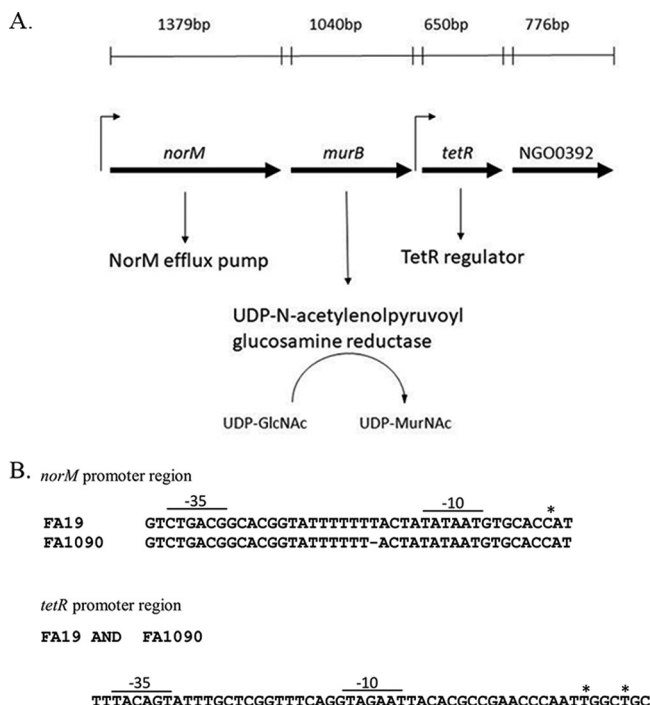 A.
1379bp 1040bp 650bp 776bp
norM murB tetR NGO0392
NorM efflux pump TetR regulator
UDP-N-acetylenolpyruvoyl
glucosamine reductase
UDP-GlcNAc UDP-MurNAc
B. norM promoter region
-35 -10 *
FA19 GTCTGACGGCACGGTATTTTTTTACTATATAATGTGCACCAT
FA1090 GTCTGACGGCACGGTATTTTTT-ACTATATAATGTGCACCAT
tetR promoter region
FA19 AND FA1090
-35 -10 * *
TTTACAGTATTTGCTCGGTTTCAGGTAGAATTACACGCCGAACCCAATTGGCTGC